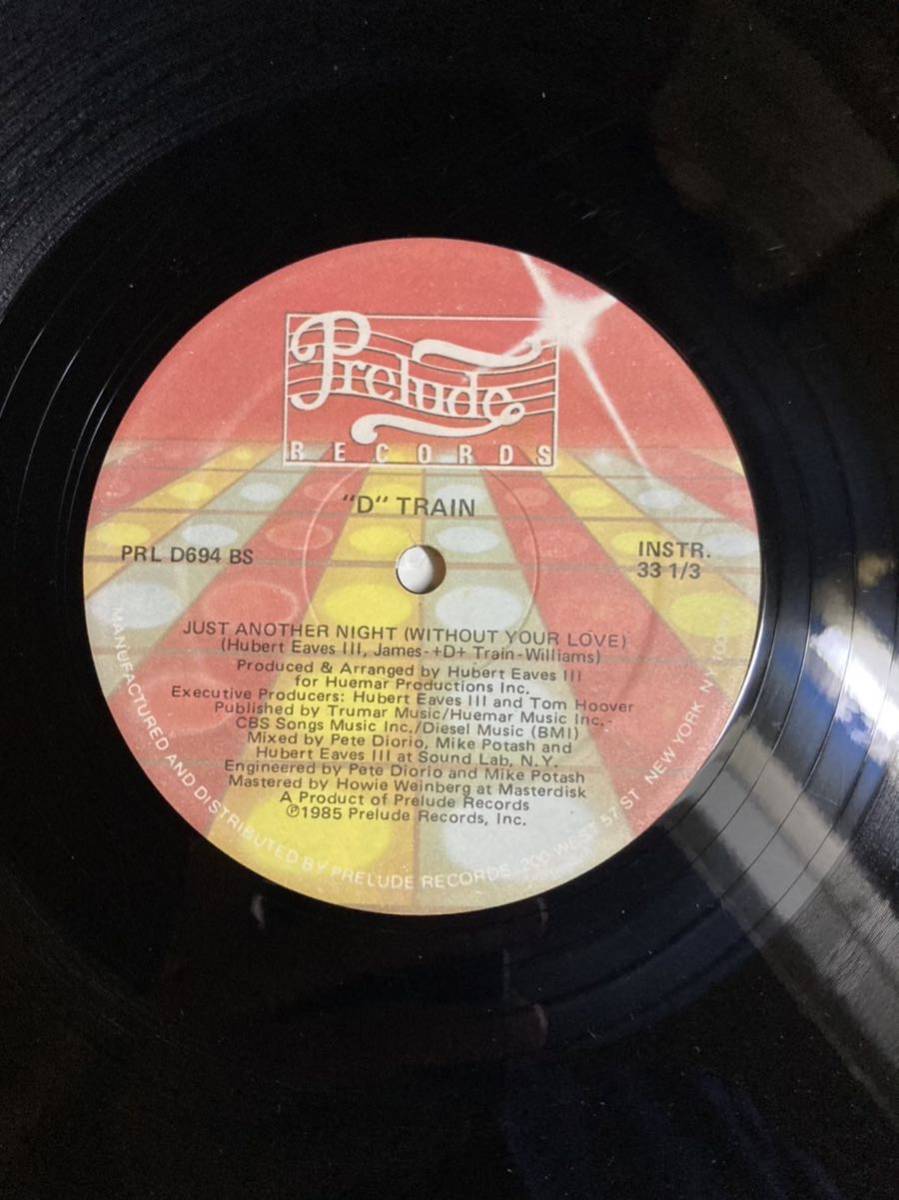 Prelude
RECORDS
"D" TRAIN
PRL D694 BS
INSTR.
33 1/3
JUST ANOTHER NIGHT (WITHOUT YOUR LOVE)
(Hubert Eaves III, James-+D+ Train-Williams)
Produced & Arranged by Hubert Eaves III
for Huemar Productions Inc.
Executive Producers: Hubert Eaves III and Tom Hoover
Published by Trumar Music/Huemar Music Inc,-
CBS Songs Music Inc./Diesel Music (BMI)
Mixed by Pete Diorio, Mike Potash and
Hubert Eaves III at Sound Lab, N.Y.
Engineered by Pete Diorio and Mike Potash
Mastered by Howie Weinberg at Masterdisk
A Product of Prelude Records
℗1985 Prelude Records, Inc.
MANUFACTURED AND DISTRIBUTED BY PRELUDE RECORDS 200 WEST 57 ST NEW YORK NY